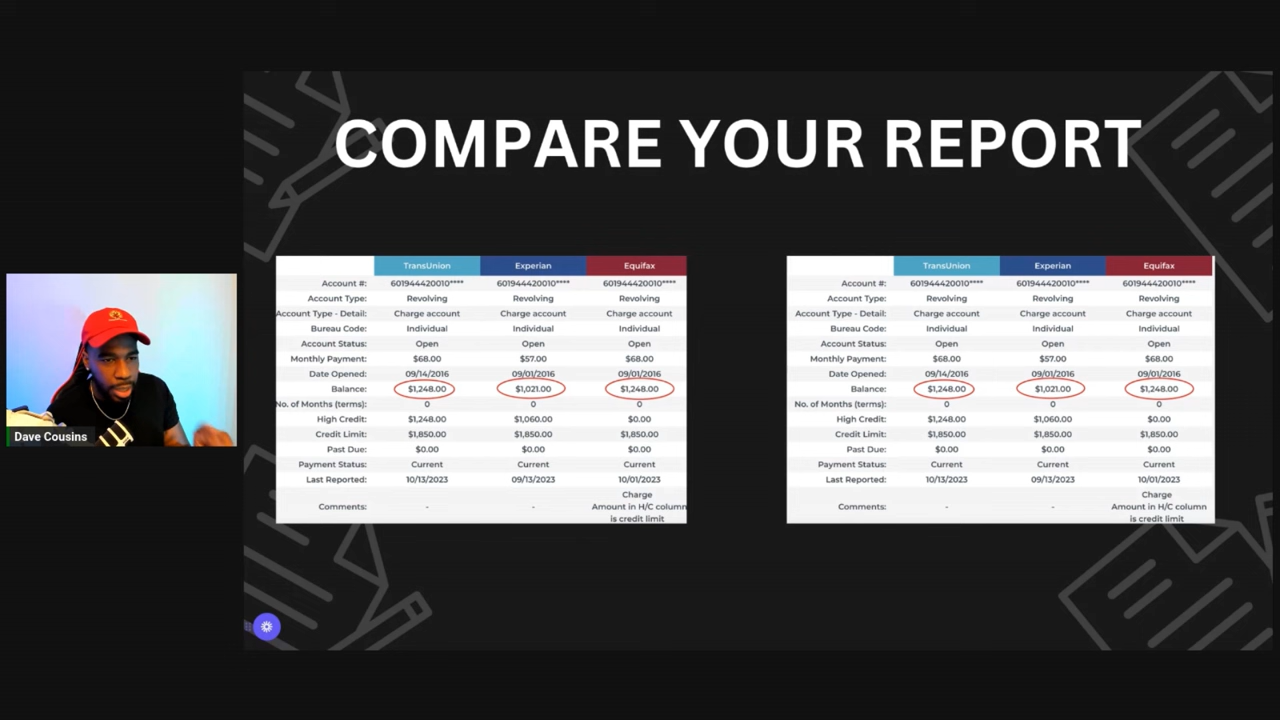 COMPARE YOUR REPORT
TransUnion Experian Equifax
Account #: 601944420010**** 601944420010**** 601944420010****
Account Type: Revolving Revolving Revolving
Account Type - Detail: Charge account Charge account Charge account
Bureau Code: Individual Individual Individual
Account Status: Open Open Open
Monthly Payment: $68.00 $57.00 $68.00
Date Opened: 09/14/2016 09/01/2016 09/01/2016
Balance: $1,248.00 $1,021.00 $1,248.00
No. of Months (terms): 0 0 0
High Credit: $1,248.00 $1,060.00 $0.00
Credit Limit: $1,850.00 $1,850.00 $1,850.00
Past Due: $0.00 $0.00 $0.00
Payment Status: Current Current Current
Last Reported: 10/13/2023 09/13/2023 10/01/2023
Charge
Comments: - - Amount in H/C column
is credit limit
TransUnion Experian Equifax
Account #: 601944420010**** 601944420010**** 601944420010****
Account Type: Revolving Revolving Revolving
Account Type - Detail: Charge account Charge account Charge account
Bureau Code: Individual Individual Individual
Account Status: Open Open Open
Monthly Payment: $68.00 $57.00 $68.00
Date Opened: 09/14/2016 09/01/2016 09/01/2016
Balance: $1,248.00 $1,021.00 $1,248.00
No. of Months (terms): 0 0 0
High Credit: $1,248.00 $1,060.00 $0.00
Credit Limit: $1,850.00 $1,850.00 $1,850.00
Past Due: $0.00 $0.00 $0.00
Payment Status: Current Current Current
Last Reported: 10/13/2023 09/13/2023 10/01/2023
Charge
Comments: - - Amount in H/C column
is credit limit
Dave Cousins